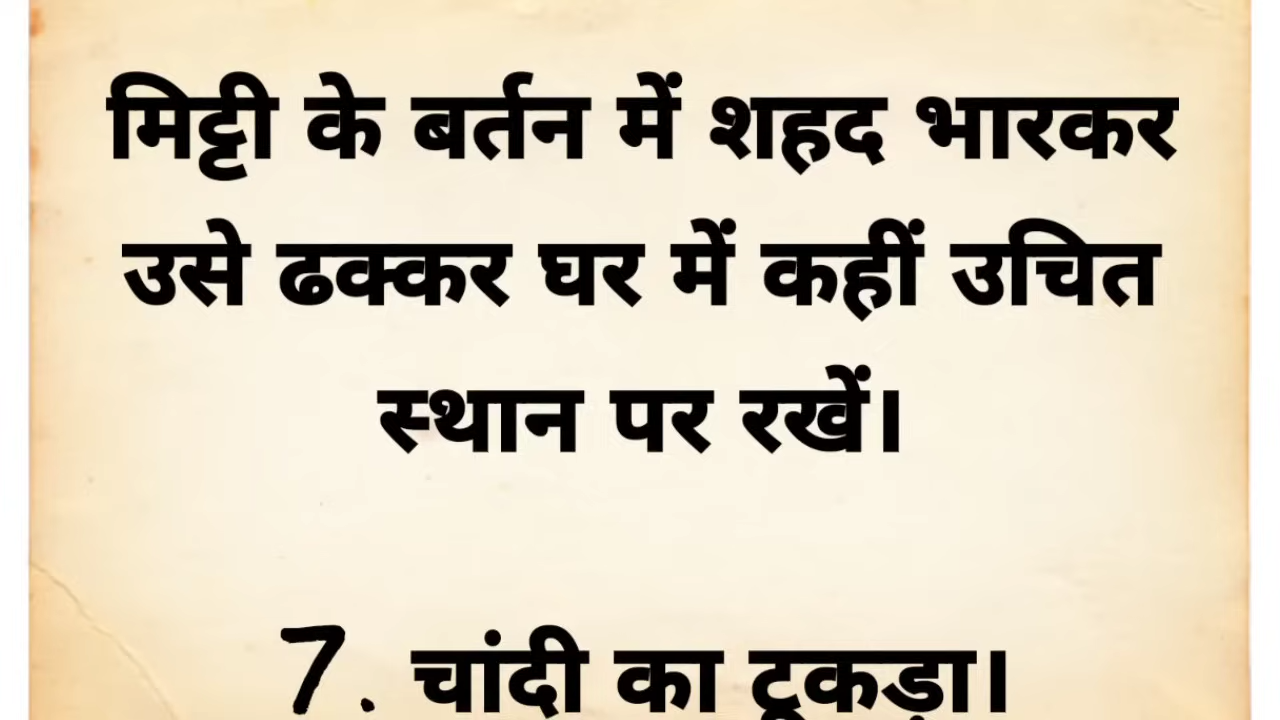 मिट्टी के बर्तन में शहद भारकर
उसे ढक्कर घर में कहीं उचित
स्थान पर रखें।
7. चांदी का टूकड़ा।